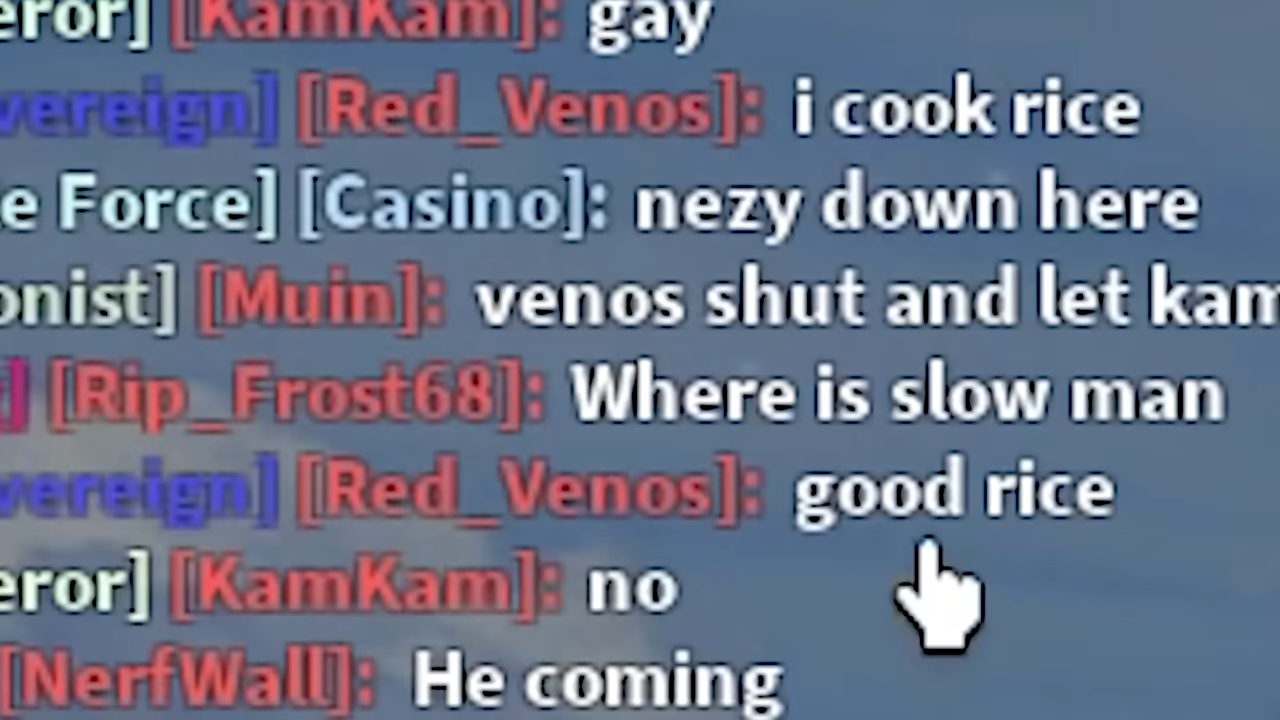 eror] [KamKam]: gay
vereign] [Red_Venos]: i cook rice
e Force] [Casino]: nezy down here
onist] [Muin]: venos shut and let kam
] [Rip_Frost68]: Where is slow man
vereign] [Red_Venos]: good rice
eror] [KamKam]: no
[NerfWall]: He coming